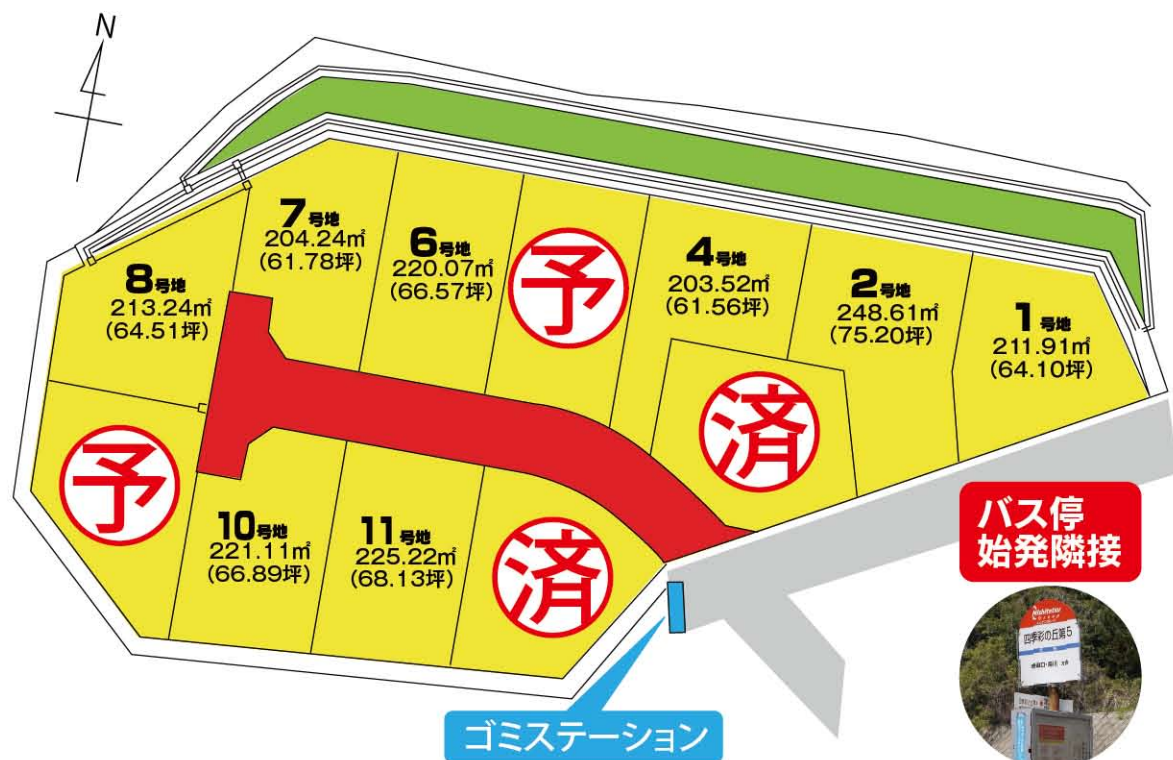 N
7号地
204.24㎡
(61.78坪)
6号地
220.07㎡
(66.57坪)
予
4号地
203.52㎡
(61.56坪)
2号地
248.61㎡
(75.20坪)
1号地
211.91㎡
(64.10坪)
8号地
213.24㎡
(64.51坪)
済
予
10号地
221.11㎡
(66.89坪)
11号地
225.22㎡
(68.13坪)
済
バス停
始発隣接
四季彩の丘第5
ゴミステーション